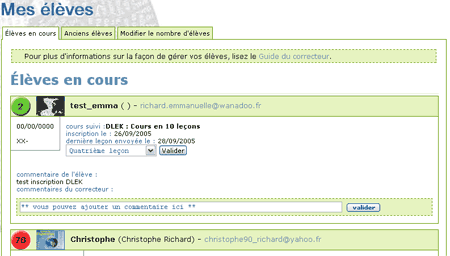 Mes élèves
Élèves en cours
Anciens élèves
Modifier le nombre d'élèves
Pour plus d'informations sur la façon de gérer vos élèves, lisez le Guide du correcteur.
Élèves en cours
2
test_emma ( ) - richard.emmanuelle@wanadoo.fr
00/00/0000
XX-
cours suivi :DLEK : Cours en 10 leçons
inscription le : 26/09/2005
dernière leçon envoyée le : 28/09/2005
Quatrième leçon
Valider
commentaire de l'élève :
test inscription DLEK
commentaires du correcteur :
** vous pouvez ajouter un commentaire ici **
valider
70
Christophe (Christophe Richard) - christophe90_richard@yahoo.fr